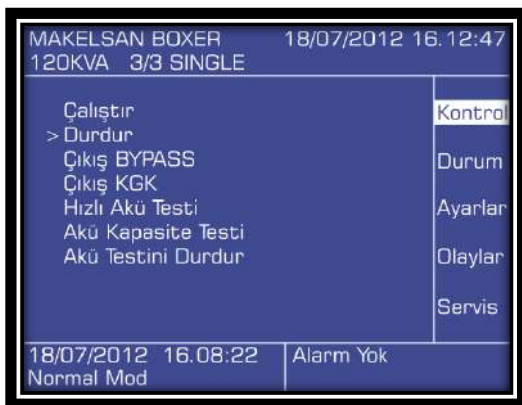 MAKELSAN BOXER 18/07/2012 16.12:47
120KVA 3/3 SINGLE
Çalıştır
>Durdur
Çıkış BYPASS
Çıkış KGK
Hızlı Akü Testi
Akü Kapasite Testi
Akü Testini Durdur
Kontrol
Durum
Ayarlar
Olaylar
Servis
18/07/2012 16.08:22 Alarm Yok
Normal Mod